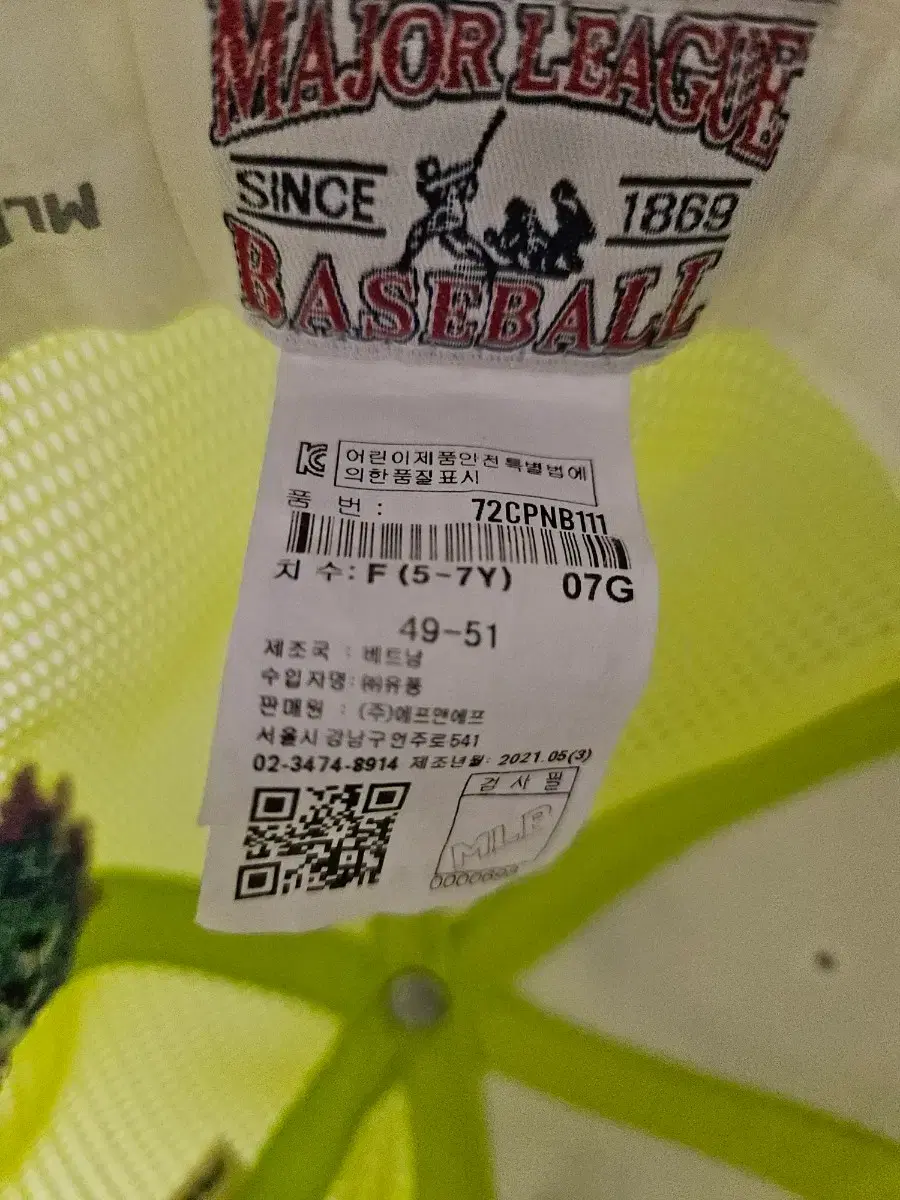 MAJOR LEAGUE
SINCE 1869
BASEBALL
ML
어린이제품안전특별법에
의한품질표시
품 번 : 72CPNB111
치 수: F (5-7Y) 07G
49-51
제조국 : 베트남
수입자명: ㈜유풍
판매원 : (주)에프앤에프
서울시 강남구 언주로541
02-3474-8914 제조년월: 2021.05(3)
검 사 필
MLB